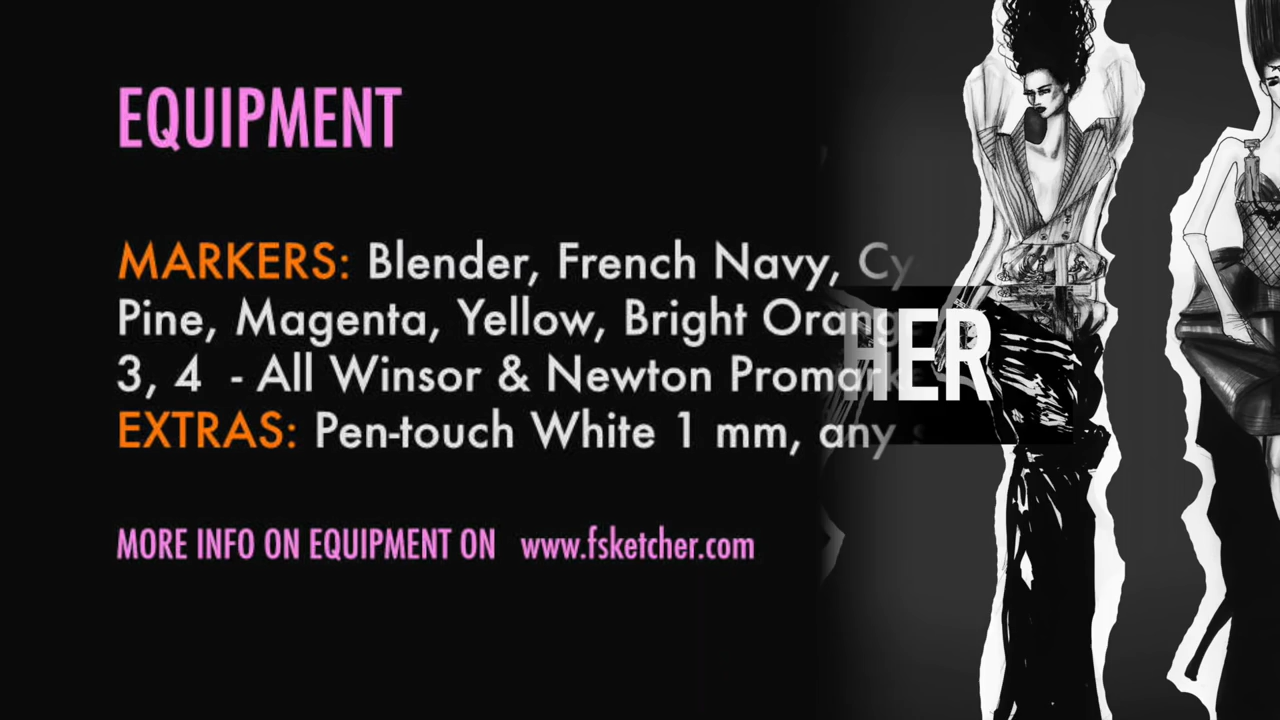 EQUIPMENT
MARKERS: Blender, French Navy,
Pine, Magenta, Yellow, Bright
3, 4 - All Winsor & Newton
EXTRAS: Pen-touch White 1 mm, any
HER
MORE INFO ON EQUIPMENT ON www.fsketcher.com